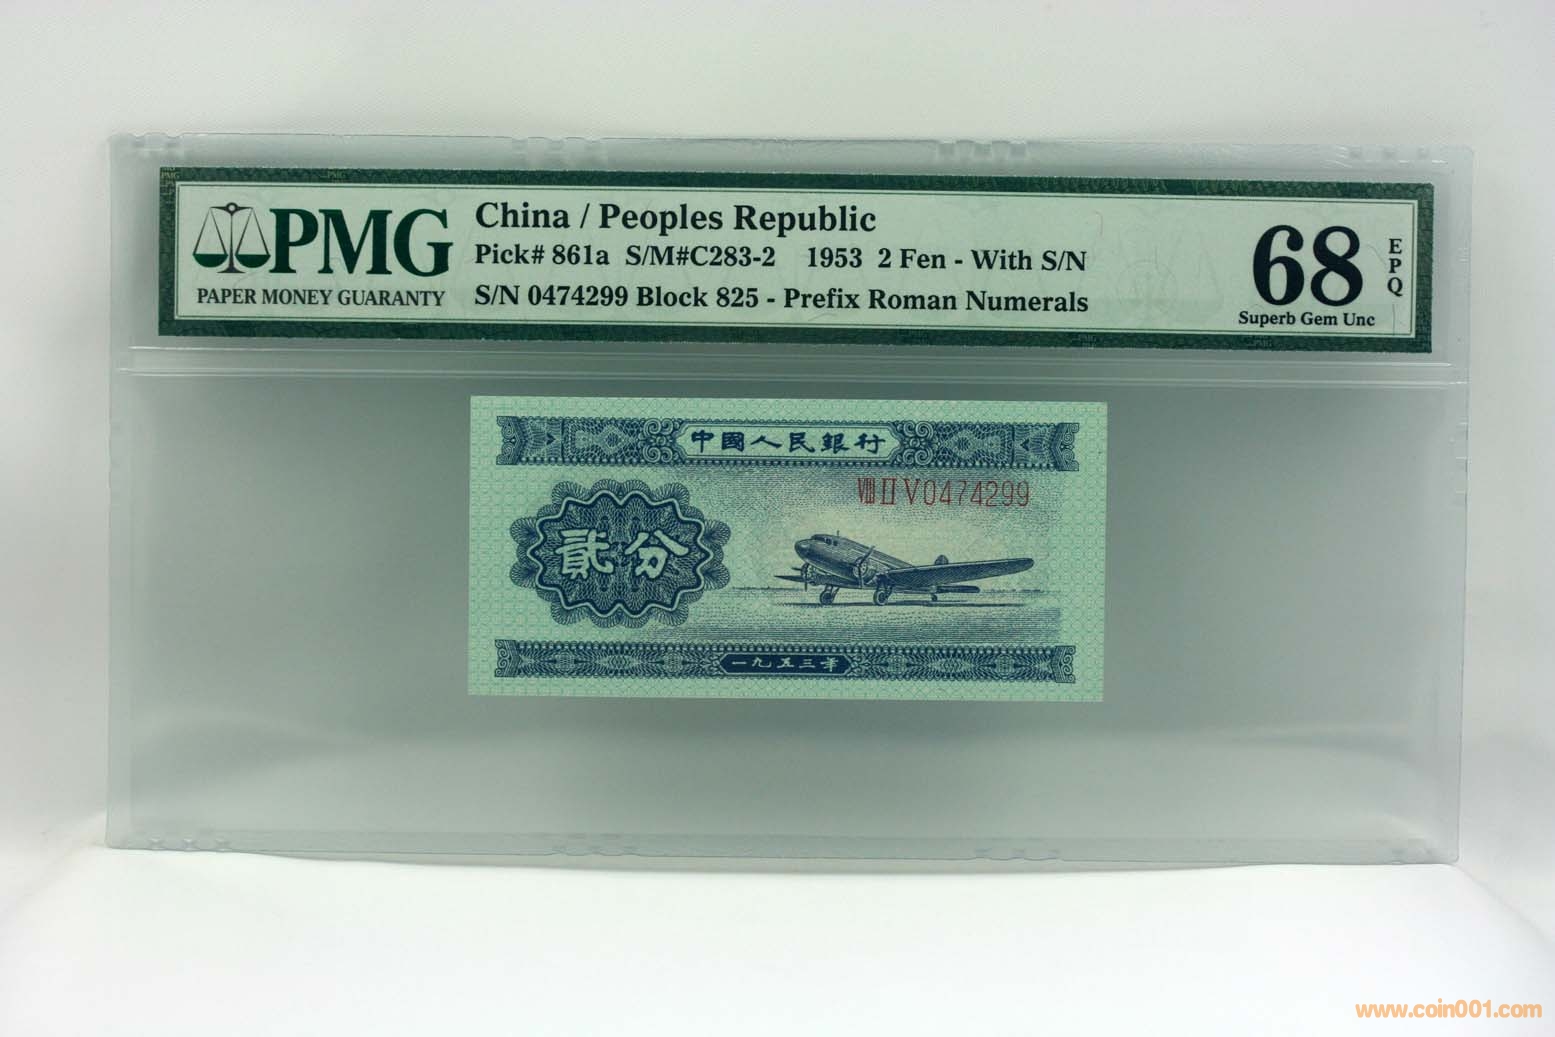 PMG
PAPER MONEY GUARANTY
China / Peoples Republic
Pick# 861a S/M#C283-2 1953 2 Fen - With S/N
S/N 0474299 Block 825 - Prefix Roman Numerals
68
EPQ
Superb Gem Unc
中國人民銀行
VIII II V 0474299
貳分
一九五三年
www.coin001.com